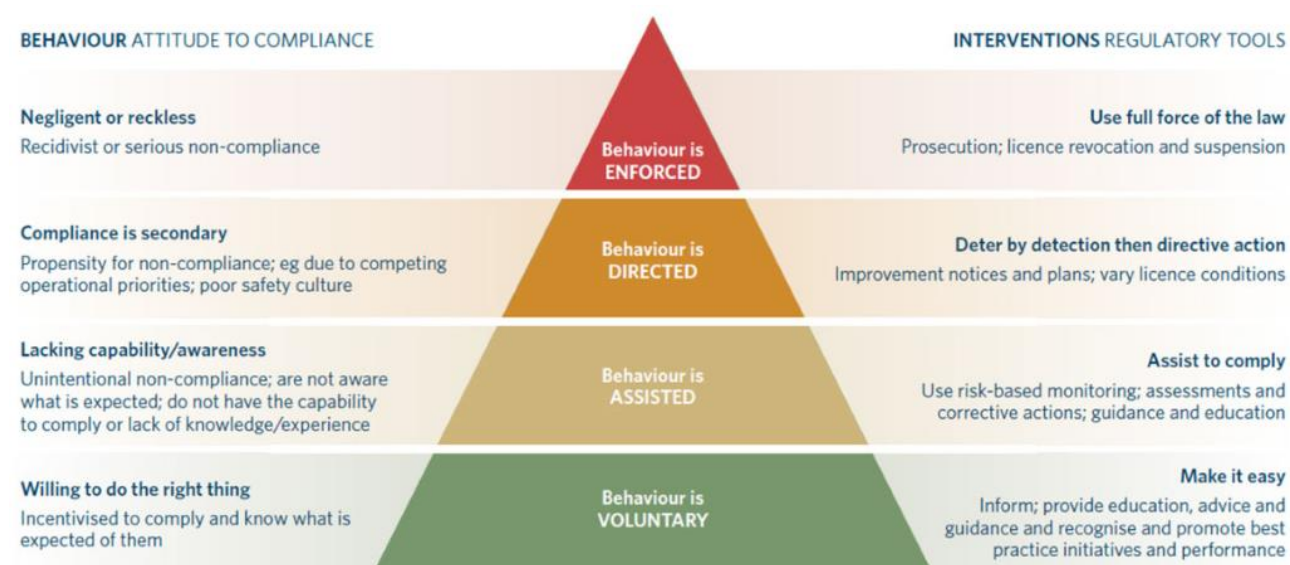 BEHAVIOUR ATTITUDE TO COMPLIANCE
INTERVENTIONS REGULATORY TOOLS
Negligent or reckless
Recidivist or serious non-compliance
Behaviour is
ENFORCED
Use full force of the law
Prosecution; licence revocation and suspension
Compliance is secondary
Propensity for non-compliance; eg due to competing
operational priorities; poor safety culture
Behaviour is
DIRECTED
Deter by detection then directive action
Improvement notices and plans; vary licence conditions
Lacking capability/awareness
Unintentional non-compliance; are not aware
what is expected; do not have the capability
to comply or lack of knowledge/experience
Behaviour is
ASSISTED
Assist to comply
Use risk-based monitoring; assessments and
corrective actions; guidance and education
Willing to do the right thing
Incentivised to comply and know what is
expected of them
Behaviour is
VOLUNTARY
Make it easy
Inform; provide education, advice and
guidance and recognise and promote best
practice initiatives and performance